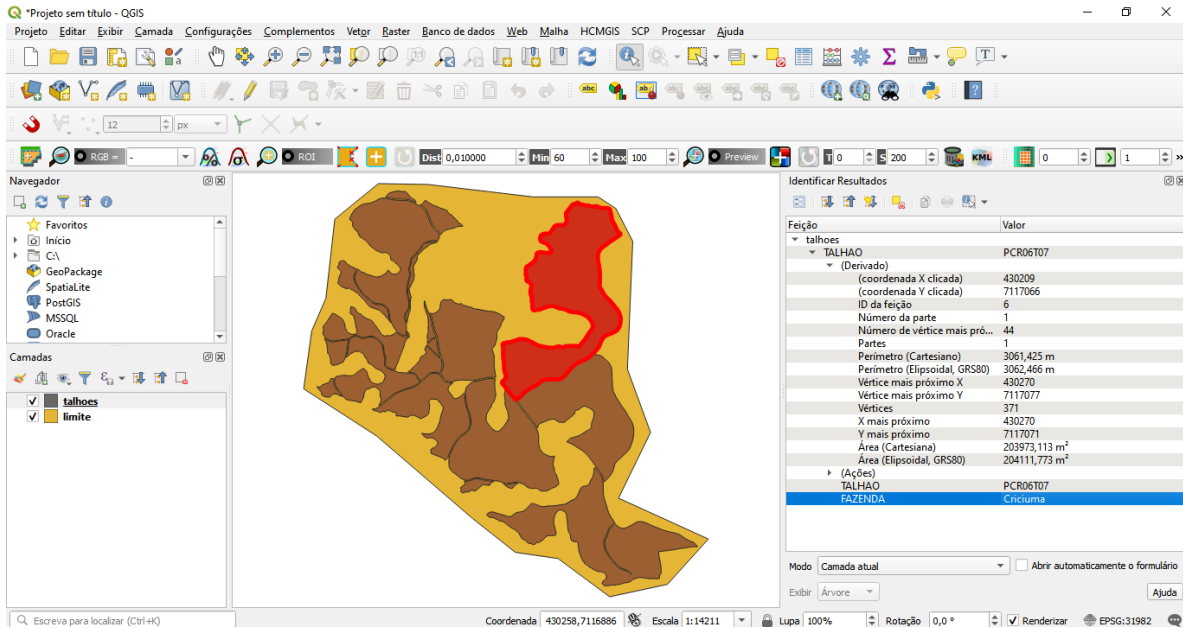 *Projeto sem título - QGIS
Projeto Editar Exibir Camada Configurações Complementos Vetor Raster Banco de dados Web Malha HCMGIS SCP Processar Ajuda
abc ab abc abc abc abc abc
12 px
RGB = - ROI Dist 0,010000 Min 60 Max 100 Preview T 0 S 200 KML 0 1 »
Navegador
Favoritos
Início
C:\
GeoPackage
SpatiaLite
PostGIS
MSSQL
Oracle
Camadas
talhoes
limite
Identificar Resultados
Feição Valor
talhoes
TALHAO PCR06T07
(Derivado)
(coordenada X clicada) 430209
(coordenada Y clicada) 7117066
ID da feição 6
Número da parte 1
Número de vértice mais pró... 44
Partes 1
Perímetro (Cartesiano) 3061,425 m
Perímetro (Elipsoidal, GRS80) 3062,466 m
Vértice mais próximo X 430270
Vértice mais próximo Y 7117077
Vértices 371
X mais próximo 430270
Y mais próximo 7117071
Área (Cartesiana) 203973,113 m²
Área (Elipsoidal, GRS80) 204111,773 m²
(Ações)
TALHAO PCR06T07
FAZENDA Criciuma
Modo Camada atual Abrir automaticamente o formulário
Exibir Árvore Ajuda
Escreva para localizar (Ctrl+K) Coordenada 430258,7116886 Escala 1:14211 Lupa 100% Rotação 0,0 ° Renderizar EPSG:31982